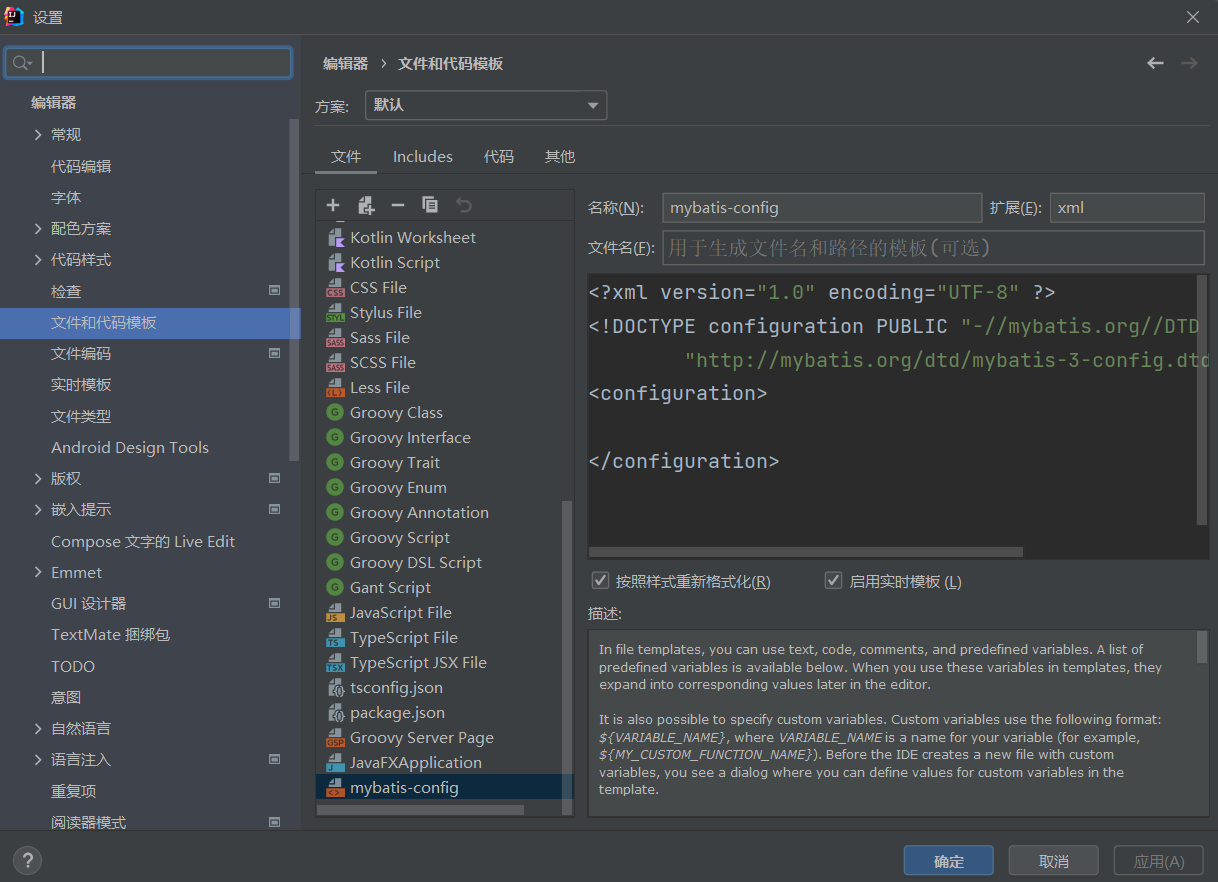 设置
编辑器
常规
代码编辑
字体
配色方案
代码样式
检查
文件和代码模板
文件编码
实时模板
文件类型
Android Design Tools
版权
嵌入提示
Compose 文字的 Live Edit
Emmet
GUI 设计器
TextMate 捆绑包
TODO
意图
自然语言
语言注入
重复项
阅读器模式
编辑器 › 文件和代码模板
方案: 默认
文件 Includes 代码 其他
Kotlin Worksheet
Kotlin Script
CSS File
Stylus File
Sass File
SCSS File
Less File
Groovy Class
Groovy Interface
Groovy Trait
Groovy Enum
Groovy Annotation
Groovy Script
Groovy DSL Script
Gant Script
JavaScript File
TypeScript File
TypeScript JSX File
tsconfig.json
package.json
Groovy Server Page
JavaFXApplication
mybatis-config
名称(N): mybatis-config 扩展(E): xml
文件名(F): 用于生成文件名和路径的模板(可选)
<?xml version="1.0" encoding="UTF-8" ?>
<!DOCTYPE configuration PUBLIC "-//mybatis.org//DTD
"http://mybatis.org/dtd/mybatis-3-config.dtd
<configuration>
</configuration>
按照样式重新格式化(R) 启用实时模板 (L)
描述:
In file templates, you can use text, code, comments, and predefined variables. A list of
predefined variables is available below. When you use these variables in templates, they
expand into corresponding values later in the editor.
It is also possible to specify custom variables. Custom variables use the following format:
${VARIABLE_NAME}, where VARIABLE_NAME is a name for your variable (for example,
${MY_CUSTOM_FUNCTION_NAME}). Before the IDE creates a new file with custom
variables, you see a dialog where you can define values for custom variables in the
template.
? 确定 取消 应用(A)